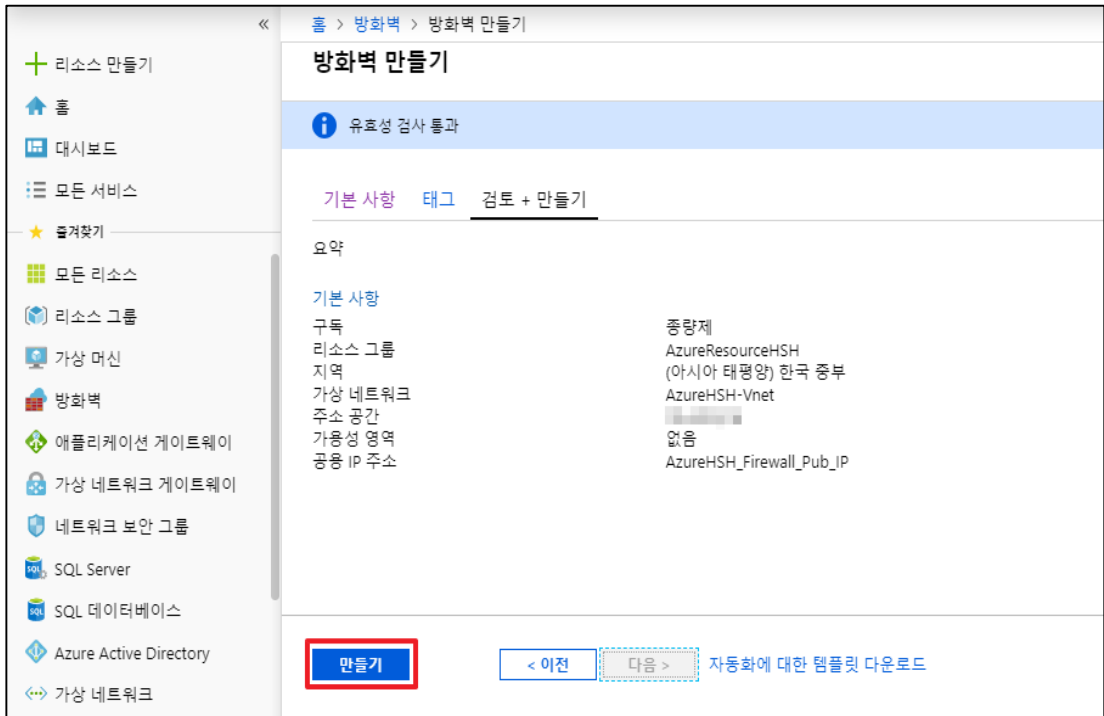 «
리소스 만들기
홈
대시보드
모든 서비스
즐겨찾기
모든 리소스
리소스 그룹
가상 머신
방화벽
애플리케이션 게이트웨이
가상 네트워크 게이트웨이
네트워크 보안 그룹
SQL Server
SQL 데이터베이스
Azure Active Directory
가상 네트워크
홈 > 방화벽 > 방화벽 만들기
방화벽 만들기
유효성 검사 통과
기본 사항 태그 검토 + 만들기
요약
기본 사항
구독 종량제
리소스 그룹 AzureResourceHSH
지역 (아시아 태평양) 한국 중부
가상 네트워크 AzureHSH-Vnet
주소 공간
가용성 영역 없음
공용 IP 주소 AzureHSH_Firewall_Pub_IP
만들기 < 이전 다음 > 자동화에 대한 템플릿 다운로드